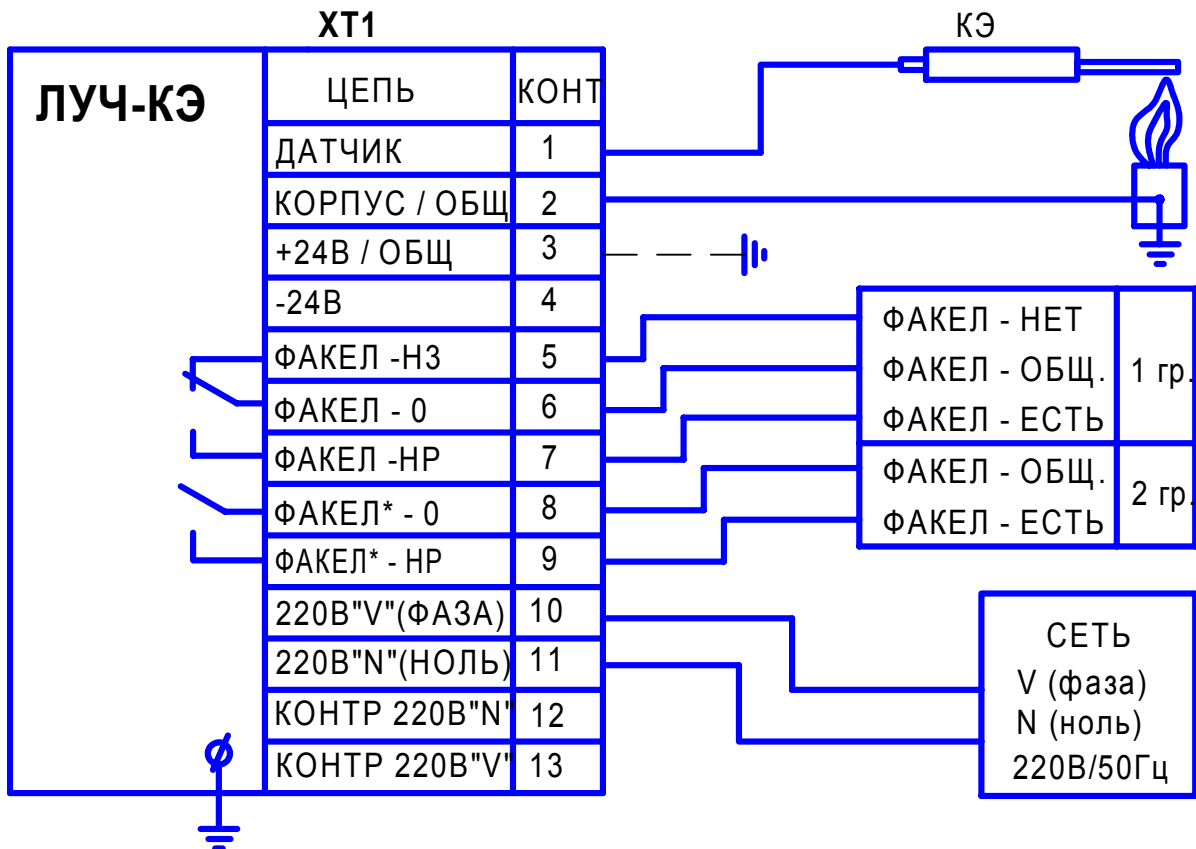 ХТ1
КЭ
ЛУЧ-КЭ
ЦЕПЬ КОНТ
ДАТЧИК 1
КОРПУС / ОБЩ 2
+24В / ОБЩ 3
-24В 4
ФАКЕЛ -НЗ 5
ФАКЕЛ - 0 6
ФАКЕЛ -НР 7
ФАКЕЛ* - 0 8
ФАКЕЛ* - НР 9
220В"V"(ФАЗА) 10
220В"N"(НОЛЬ) 11
КОНТР 220В"N" 12
КОНТР 220В"V" 13
ФАКЕЛ - НЕТ
ФАКЕЛ - ОБЩ. 1 гр.
ФАКЕЛ - ЕСТЬ
ФАКЕЛ - ОБЩ. 2 гр.
ФАКЕЛ - ЕСТЬ
СЕТЬ
V (фаза)
N (ноль)
220В/50Гц